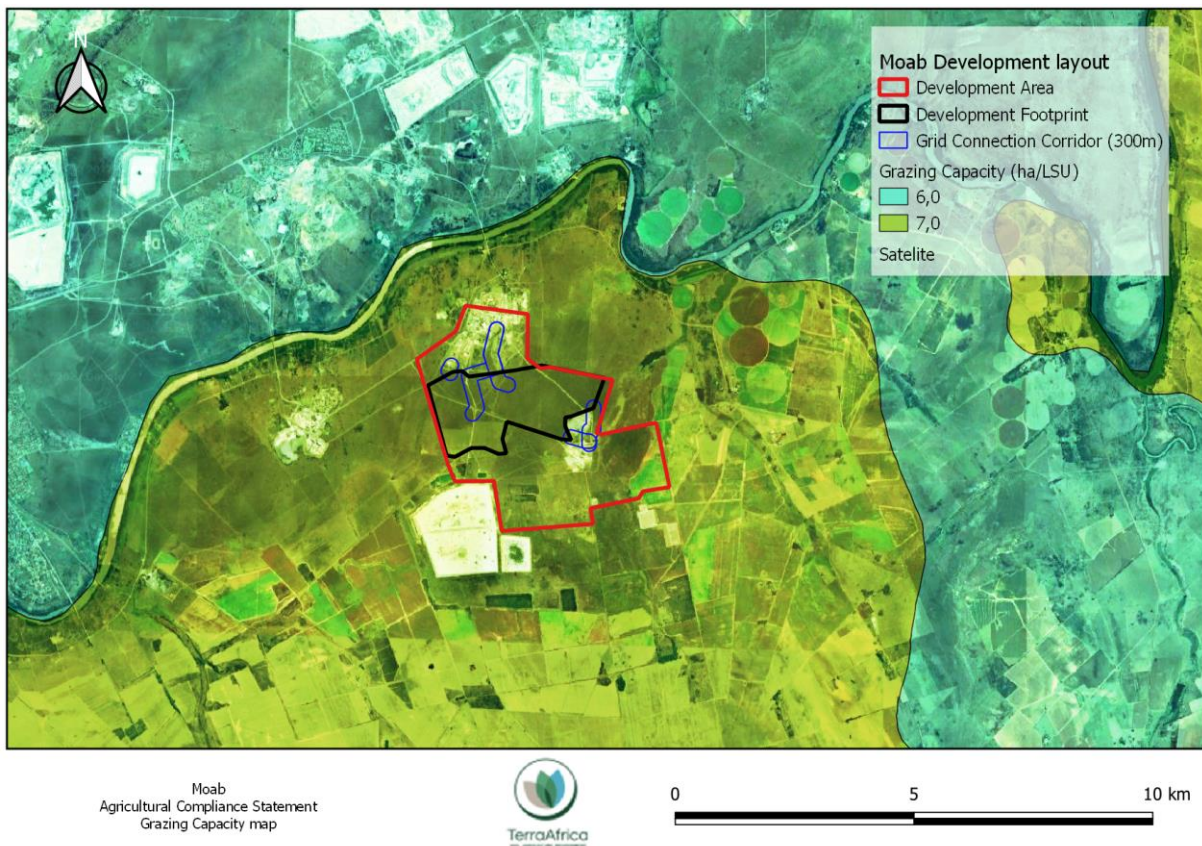 N
Moab Development layout
Development Area
Development Footprint
Grid Connection Corridor (300m)
Grazing Capacity (ha/LSU)
6,0
7,0
Satelite
Moab
Agricultural Compliance Statement
Grazing Capacity map
TerraAfrica
0 5 10 km